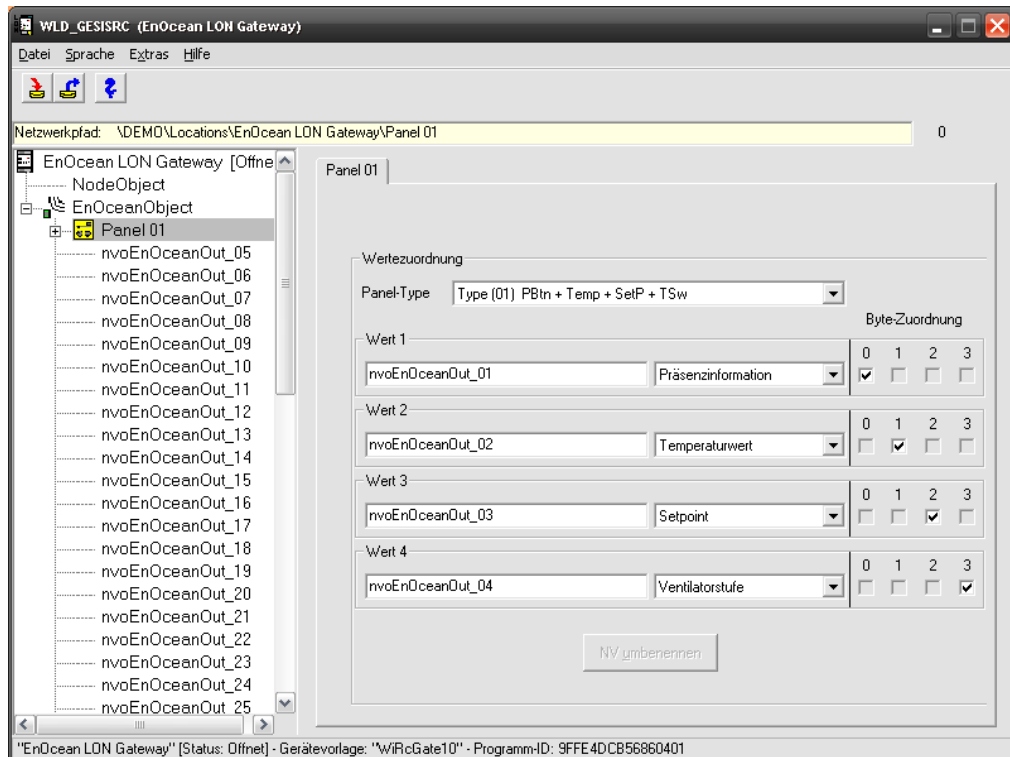 WLD_GESISRC (EnOcean LON Gateway)
Datei Sprache Extras Hilfe
Netzwerkpfad: \DEMO\Locations\EnOcean LON Gateway\Panel 01 0
EnOcean LON Gateway [Offne
NodeObject
EnOceanObject
Panel 01
nvoEnOceanOut_05
nvoEnOceanOut_06
nvoEnOceanOut_07
nvoEnOceanOut_08
nvoEnOceanOut_09
nvoEnOceanOut_10
nvoEnOceanOut_11
nvoEnOceanOut_12
nvoEnOceanOut_13
nvoEnOceanOut_14
nvoEnOceanOut_15
nvoEnOceanOut_16
nvoEnOceanOut_17
nvoEnOceanOut_18
nvoEnOceanOut_19
nvoEnOceanOut_20
nvoEnOceanOut_21
nvoEnOceanOut_22
nvoEnOceanOut_23
nvoEnOceanOut_24
nvoEnOceanOut_25
Panel 01
Wertezuordnung
Panel-Type Type (01) PBtn + Temp + SetP + TSw
Byte-Zuordnung
Wert 1
0 1 2 3
nvoEnOceanOut_01 Präsenzinformation
Wert 2
0 1 2 3
nvoEnOceanOut_02 Temperaturwert
Wert 3
0 1 2 3
nvoEnOceanOut_03 Setpoint
Wert 4
0 1 2 3
nvoEnOceanOut_04 Ventilatorstufe
NV umbenennen
"EnOcean LON Gateway" [Status: Offnet] - Gerätevorlage: "WiRcGate10" - Programm-ID: 9FFE4DCB56860401